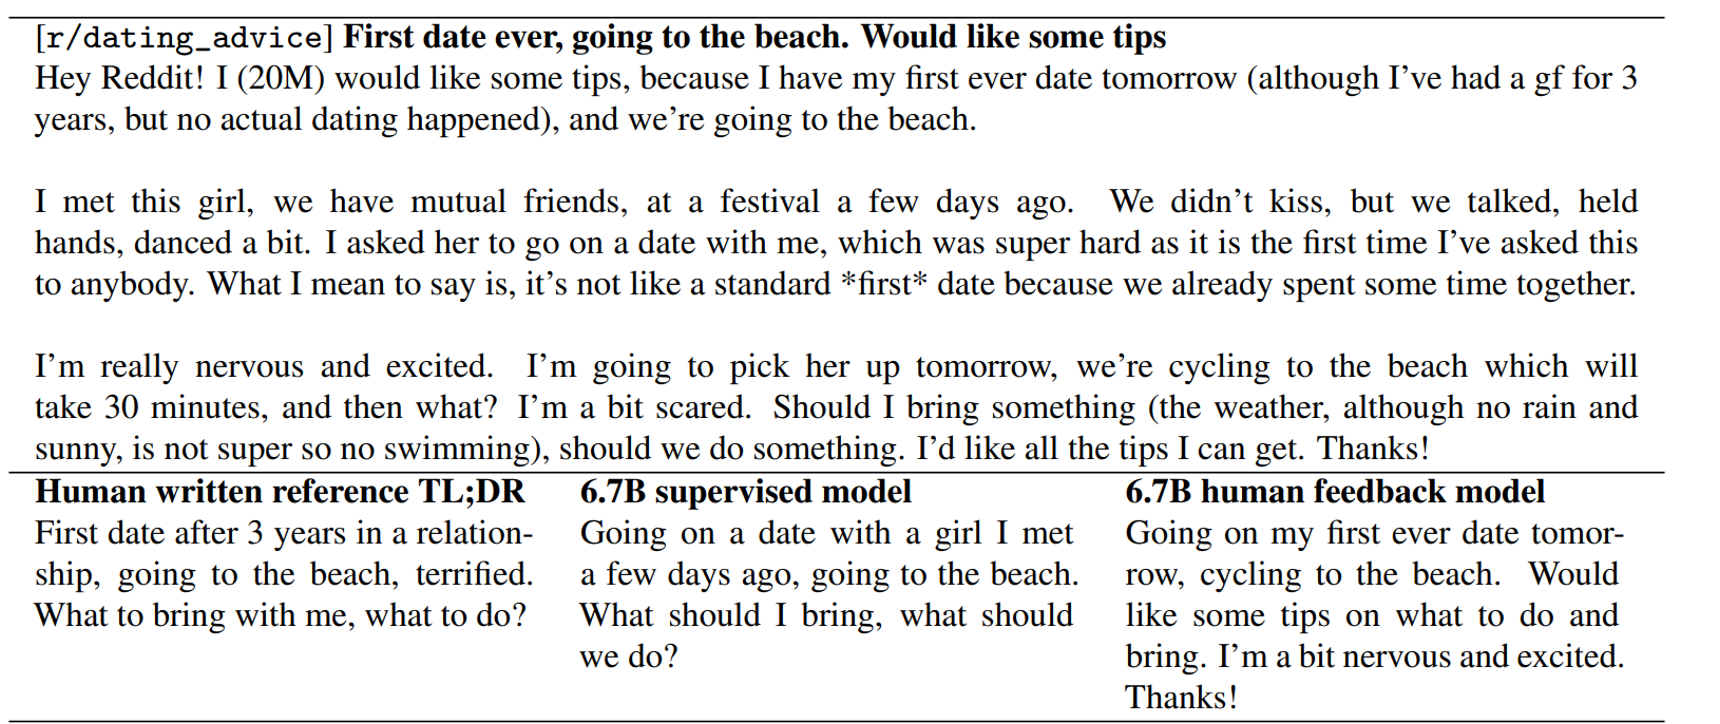 [r/dating_advice] First date ever, going to the beach. Would like some tips
Hey Reddit! I (20M) would like some tips, because I have my first ever date tomorrow (although I've had a gf for 3
years, but no actual dating happened), and we're going to the beach.
I met this girl, we have mutual friends, at a festival a few days ago. We didn't kiss, but we talked, held
hands, danced a bit. I asked her to go on a date with me, which was super hard as it is the first time I've asked this
to anybody. What I mean to say is, it's not like a standard *first* date because we already spent some time together.
I'm really nervous and excited. I'm going to pick her up tomorrow, we're cycling to the beach which will
take 30 minutes, and then what? I'm a bit scared. Should I bring something (the weather, although no rain and
sunny, is not super so no swimming), should we do something. I'd like all the tips I can get. Thanks!
Human written reference TL;DR
First date after 3 years in a relation-
ship, going to the beach, terrified.
What to bring with me, what to do?
6.7B supervised model
Going on a date with a girl I met
a few days ago, going to the beach.
What should I bring, what should
we do?
6.7B human feedback model
Going on my first ever date tomor-
row, cycling to the beach. Would
like some tips on what to do and
bring. I'm a bit nervous and excited.
Thanks!